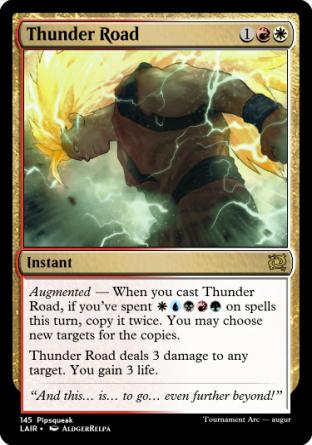 Thunder Road 1
Instant
Augmented — When you cast Thunder
Road, if you've spent on spells
this turn, copy it twice. You may choose
new targets for the copies.
Thunder Road deals 3 damage to any
target. You gain 3 life.
"And this… is… to go… even further beyond!"
145 Pipsqueak Tournament Arc — augur
LAIR • AldgerRelpa